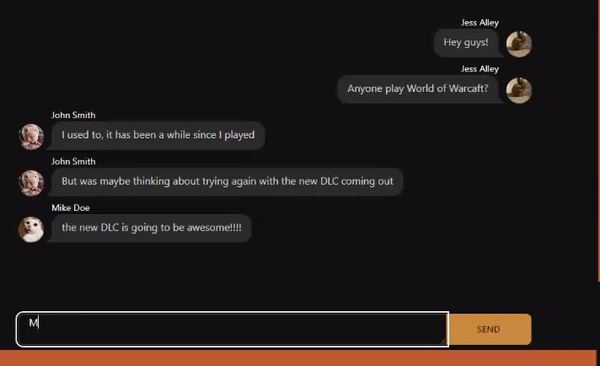 Jess Alley
Hey guys!
Jess Alley
Anyone play World of Warcaft?
John Smith
I used to, it has been a while since I played
John Smith
But was maybe thinking about trying again with the new DLC coming out
Mike Doe
the new DLC is going to be awesome!!!!
M
SEND